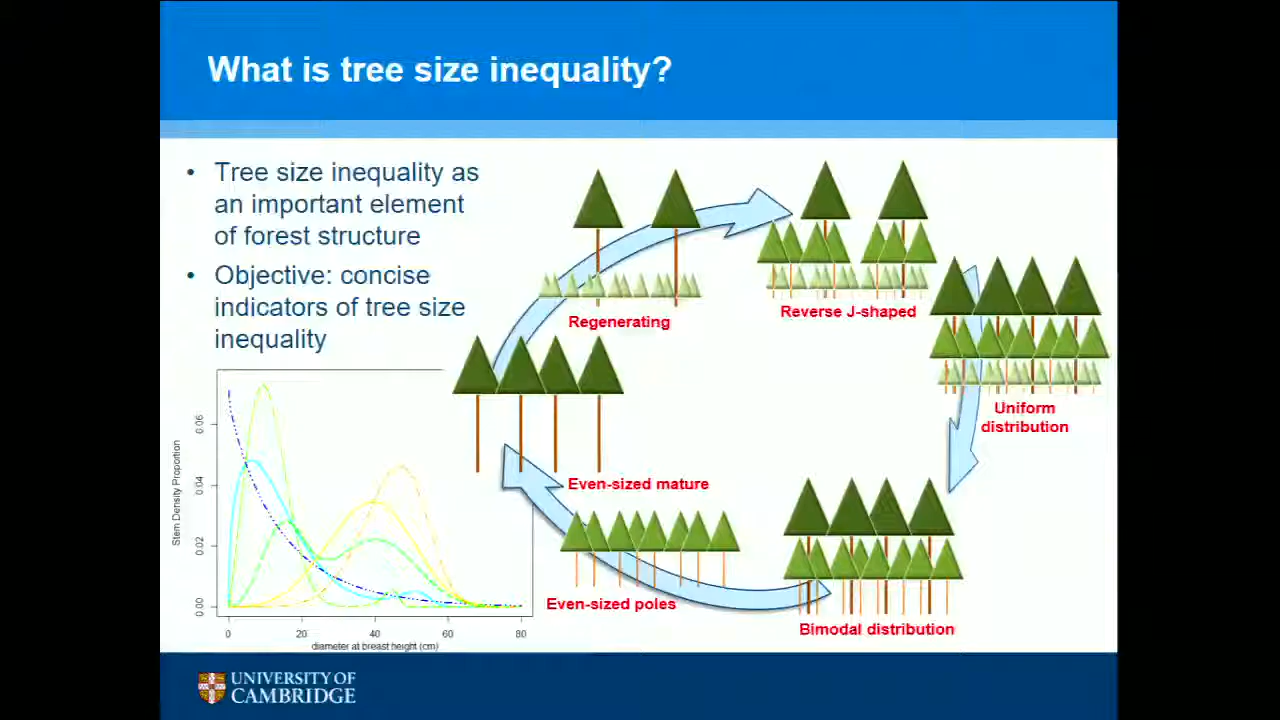 What is tree size inequality?
• Tree size inequality as
an important element
of forest structure
• Objective: concise
indicators of tree size
inequality
Regenerating
Reverse J-shaped
Uniform
distribution
Even-sized mature
Even-sized poles
Bimodal distribution
Stem Density Proportion
0.06
0.04
0.02
0.00
0 20 40 60 80
diameter at breast height (cm)
UNIVERSITY OF
CAMBRIDGE